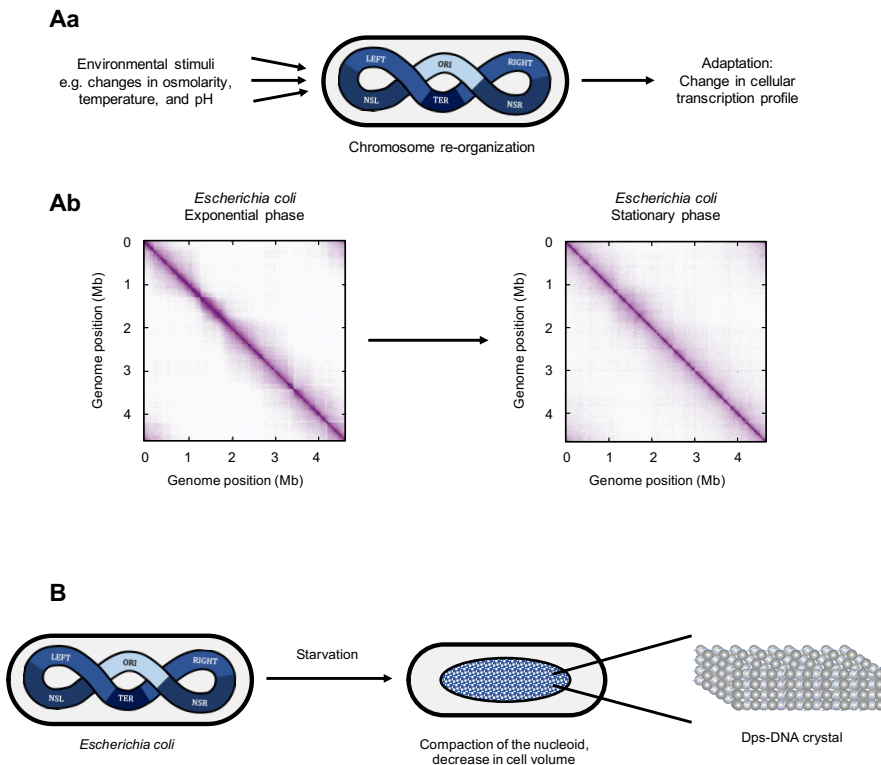 Aa
Environmental stimuli
e.g. changes in osmolarity,
temperature, and pH
LEFT
ORI
RIGHT
NSL
TER
NSR
Chromosome re-organization
Adaptation:
Change in cellular
transcription profile
Ab
Escherichia coli
Exponential phase
Genome position (Mb)
0
1
2
3
4
0 1 2 3 4
Genome position (Mb)
Escherichia coli
Stationary phase
Genome position (Mb)
0
1
2
3
4
0 1 2 3 4
Genome position (Mb)
B
LEFT
ORI
RIGHT
NSL
TER
NSR
Escherichia coli
Starvation
Compaction of the nucleoid,
decrease in cell volume
Dps-DNA crystal